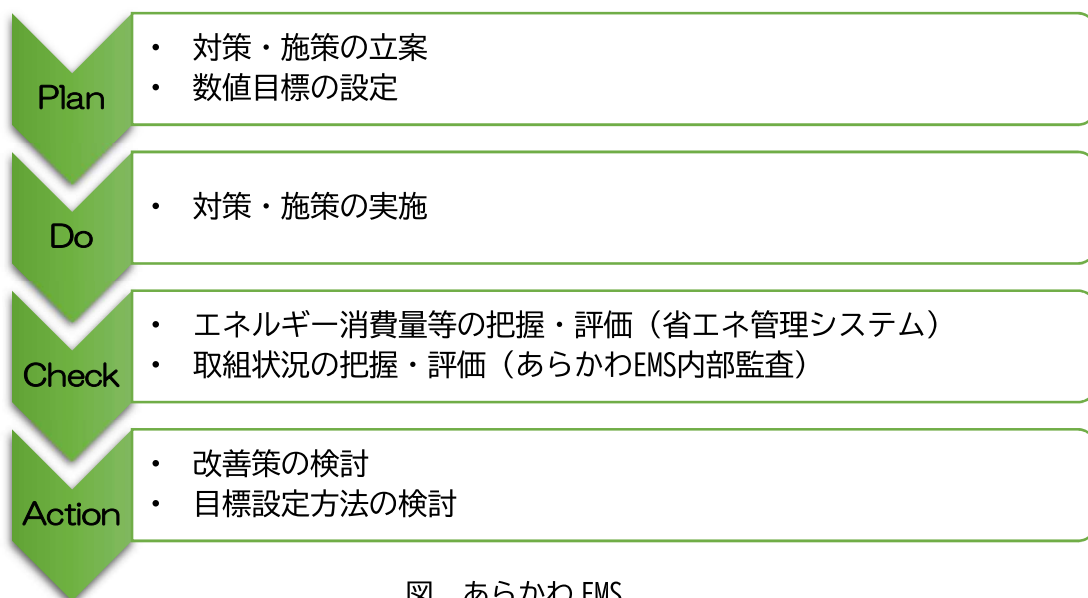 Plan
・ 対策・施策の立案
・ 数値目標の設定
Do
・ 対策・施策の実施
Check
・ エネルギー消費量等の把握・評価（省エネ管理システム）
・ 取組状況の把握・評価（あらかわEMS内部監査）
Action
・ 改善策の検討
・ 目標設定方法の検討
図 あらかわ EMS